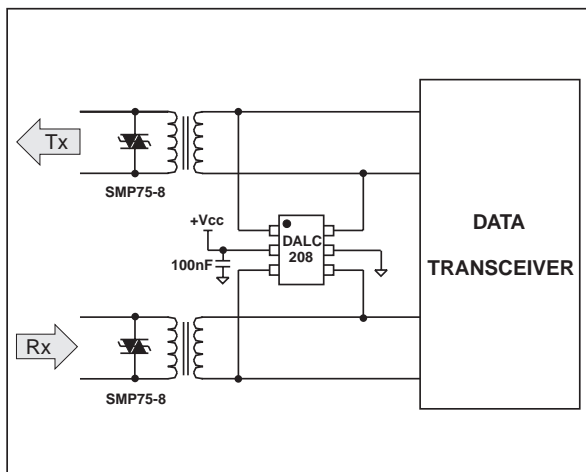 Tx
SMP75-8
+Vcc
100nF
DALC
208
DATA
TRANSCEIVER
Rx
SMP75-8